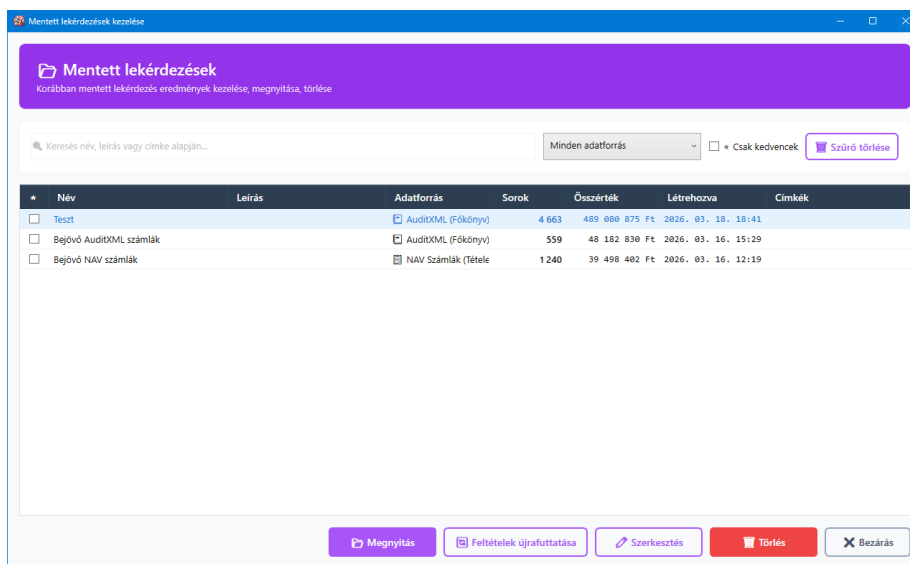 Mentett lekérdezések kezelése
Mentett lekérdezések
Korábban mentett lekérdezés eredmények kezelése, megnyitása, törlése
Keresés név, leírás vagy címke alapján...
Minden adatforrás
★ Csak kedvencek
Szűrő törlése
★ Név Leírás Adatforrás Sorok Összérték Létrehozva Címkék
Teszt AuditXML (Főkönyv) 4 663 489 080 875 Ft 2026. 03. 18. 18:41
Bejövő AuditXML számlák AuditXML (Főkönyv) 559 48 182 830 Ft 2026. 03. 16. 15:29
Bejövő NAV számlák NAV Számlák (Tétele 1 240 39 498 402 Ft 2026. 03. 16. 12:19
Megnyitás
Feltételek újrafuttatása
Szerkesztés
Törlés
Bezárás